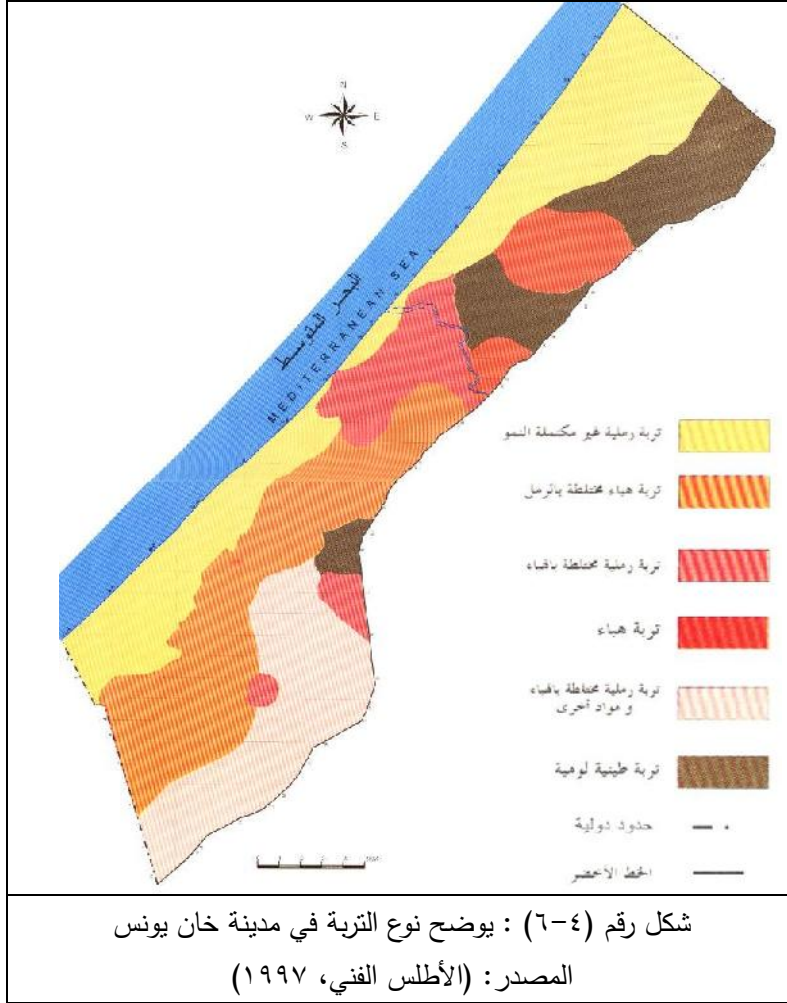 N
W E
S
البحر المتوسط
MEDITERRANEAN SEA
تربة رملية غير مكتملة النمو
تربة هباء مختلطة بالرمل
تربة رملية مختلطة بالهباء
تربة هباء
تربة رملية مختلطة بالهباء
و مواد أخرى
تربة طينية لوهية
حدود دولية
الخط الأخضر
شكل رقم (٤-٦) : يوضح نوع التربة في مدينة خان يونس
المصدر: (الأطلس الفني، ١٩٩٧)